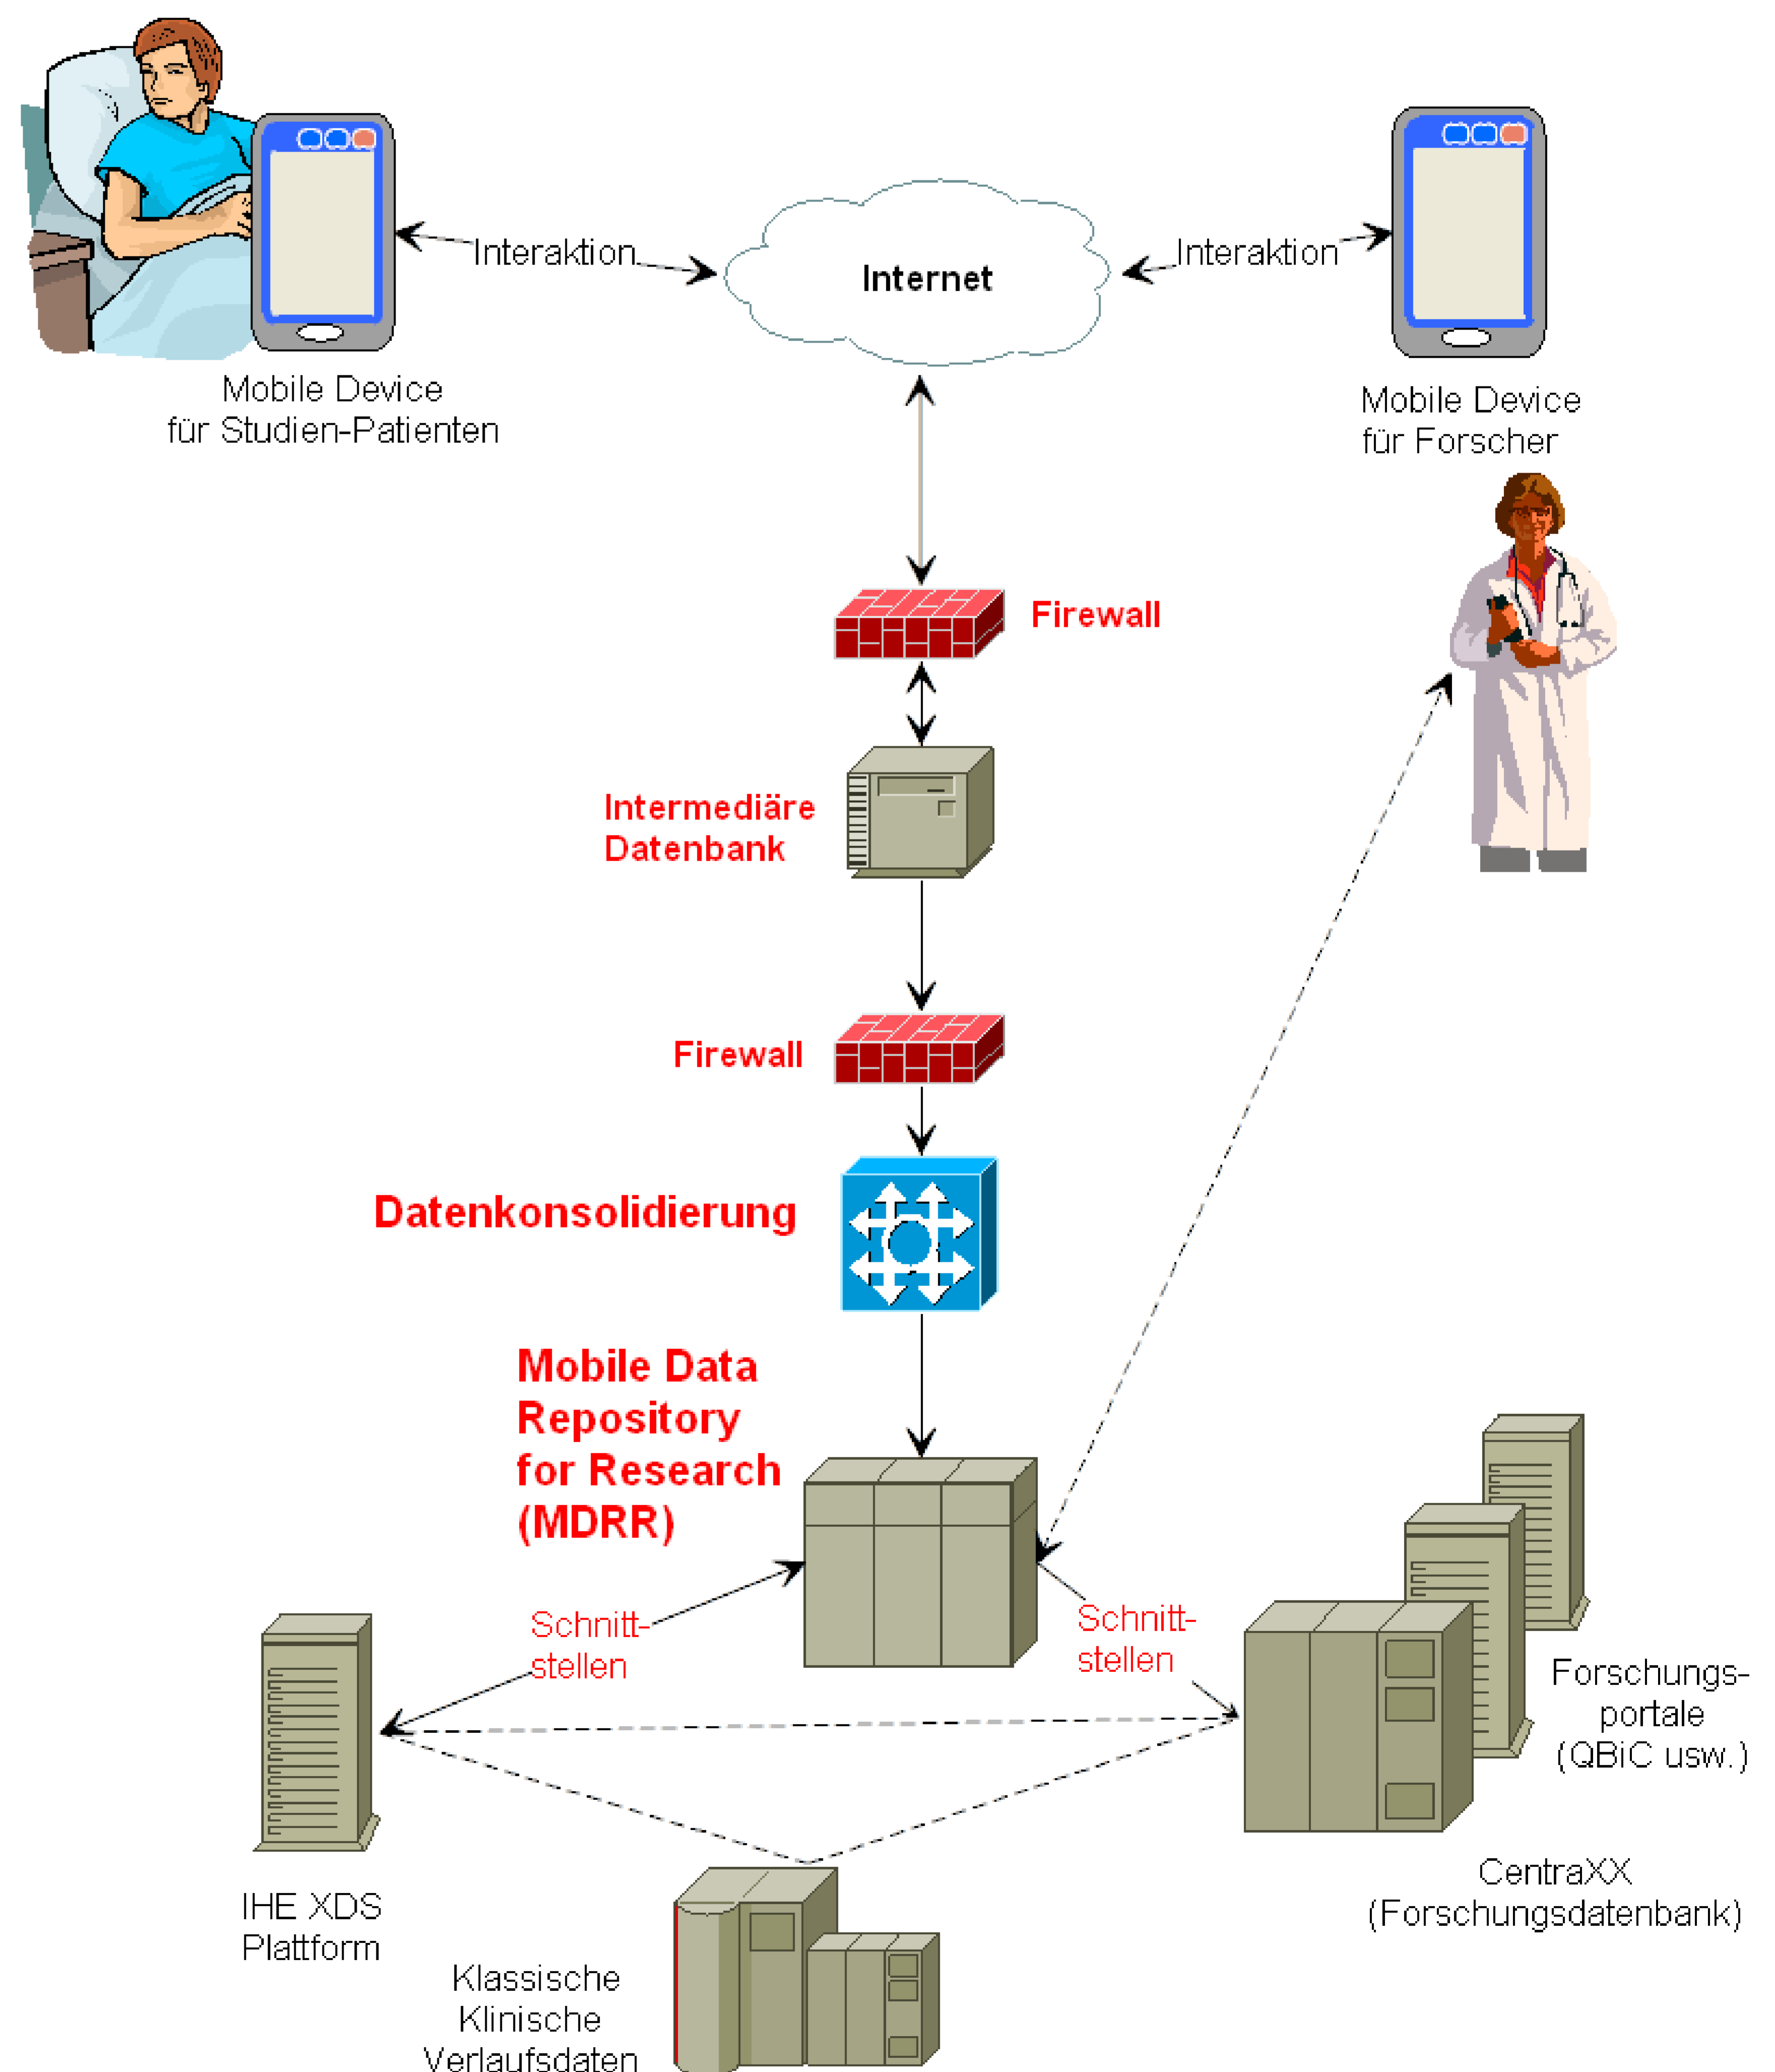 Interaktion
Internet
Interaktion
Mobile Device
für Studien-Patienten
Mobile Device
für Forscher
Firewall
Intermediäre
Datenbank
Firewall
Datenkonsolidierung
Mobile Data
Repository
for Research
(MDRR)
Schnitt-
stellen
Schnitt-
stellen
Forschungs-
portale
(QBiC usw.)
CentraXX
(Forschungsdatenbank)
IHE XDS
Plattform
Klassische
Klinische
Verlaufsdaten